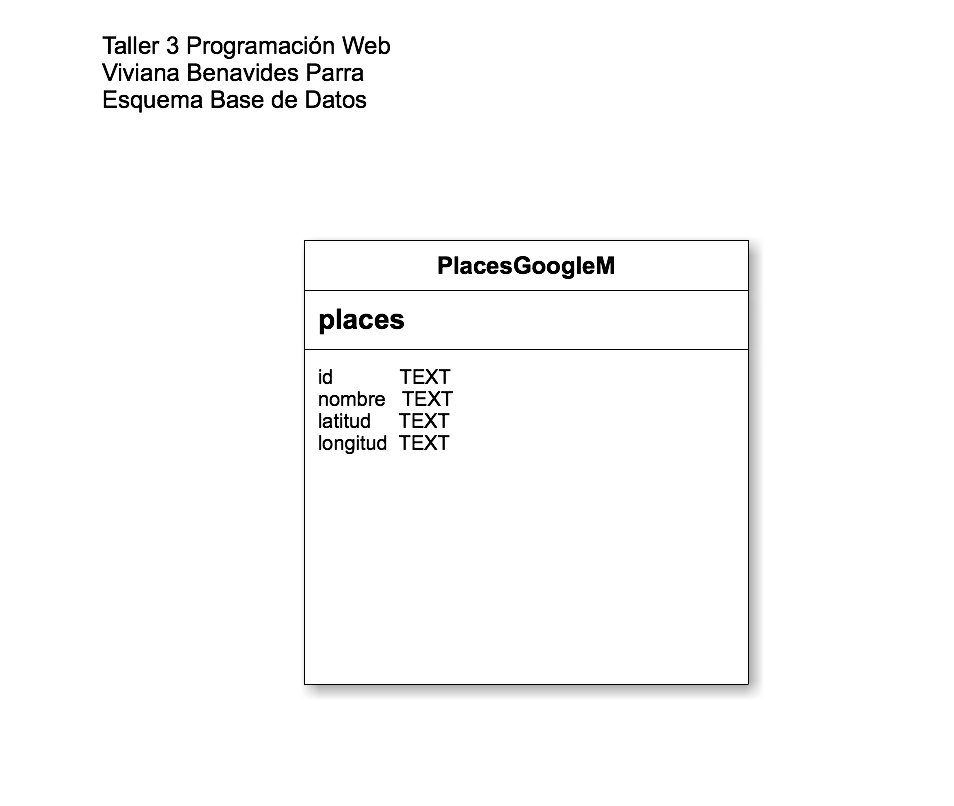 Taller 3 Programación Web
Viviana Benavides Parra
Esquema Base de Datos
PlacesGoogleM
places
id TEXT
nombre TEXT
latitud TEXT
longitud TEXT